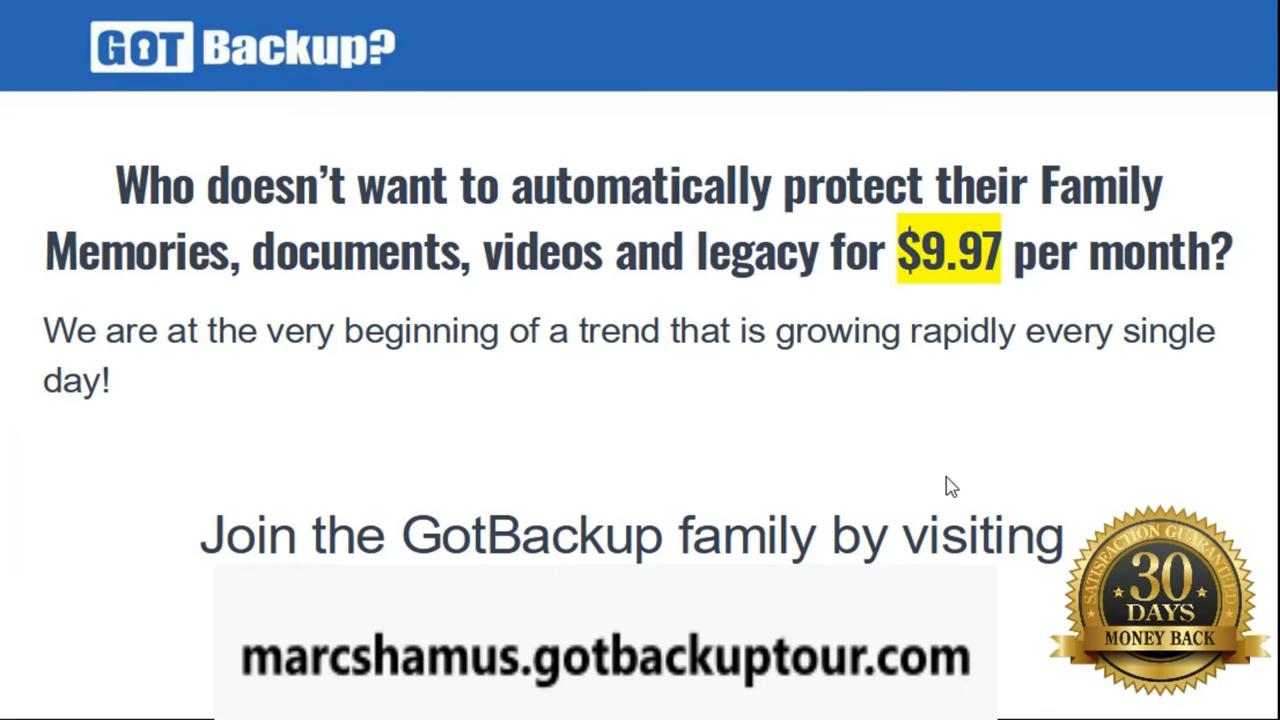 GOT Backup?
Who doesn’t want to automatically protect their Family
Memories, documents, videos and legacy for $9.97 per month?
We are at the very beginning of a trend that is growing rapidly every single
day!
Join the GotBackup family by visiting
marcshamus.gotbackuptour.com
SATISFACTION GUARANTEED
30
DAYS
MONEY BACK